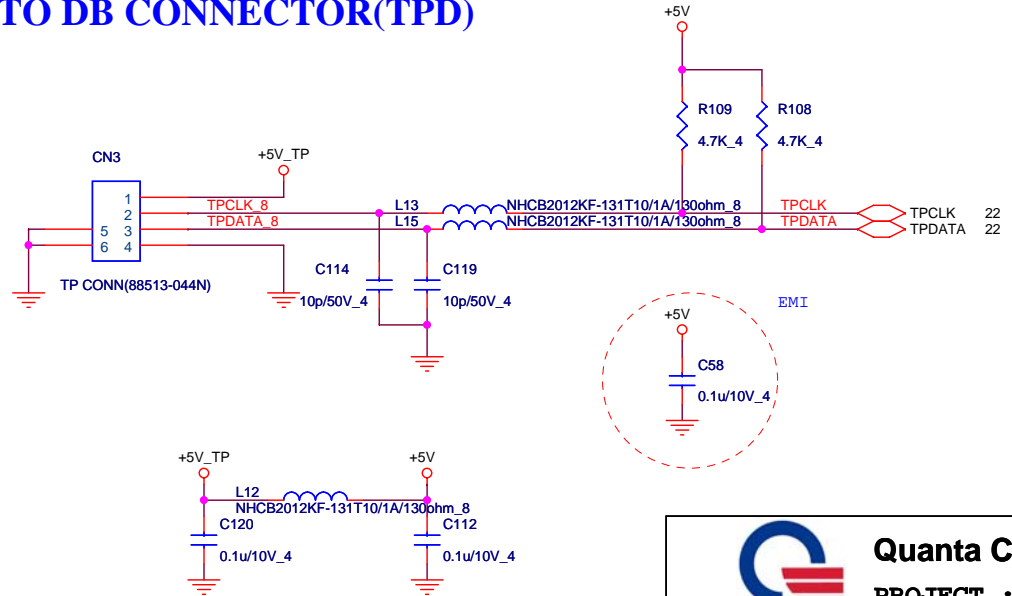 TO DB CONNECTOR(TPD)
+5V
R109
R108
4.7K_4
4.7K_4
CN3
+5V_TP
1
2
3
4
5
6
TPCLK_8
TPDATA_8
L13
NHCB2012KF-131T10/1A/130ohm_8
L15
NHCB2012KF-131T10/1A/130ohm_8
TPCLK
TPDATA
TPCLK 22
TPDATA 22
TP CONN(88513-044N)
C114
C119
10p/50V_4
10p/50V_4
EMI
+5V
C58
0.1u/10V_4
+5V_TP
+5V
L12
NHCB2012KF-131T10/1A/130ohm_8
C120
C112
0.1u/10V_4
0.1u/10V_4
Quanta C
PROJECT :